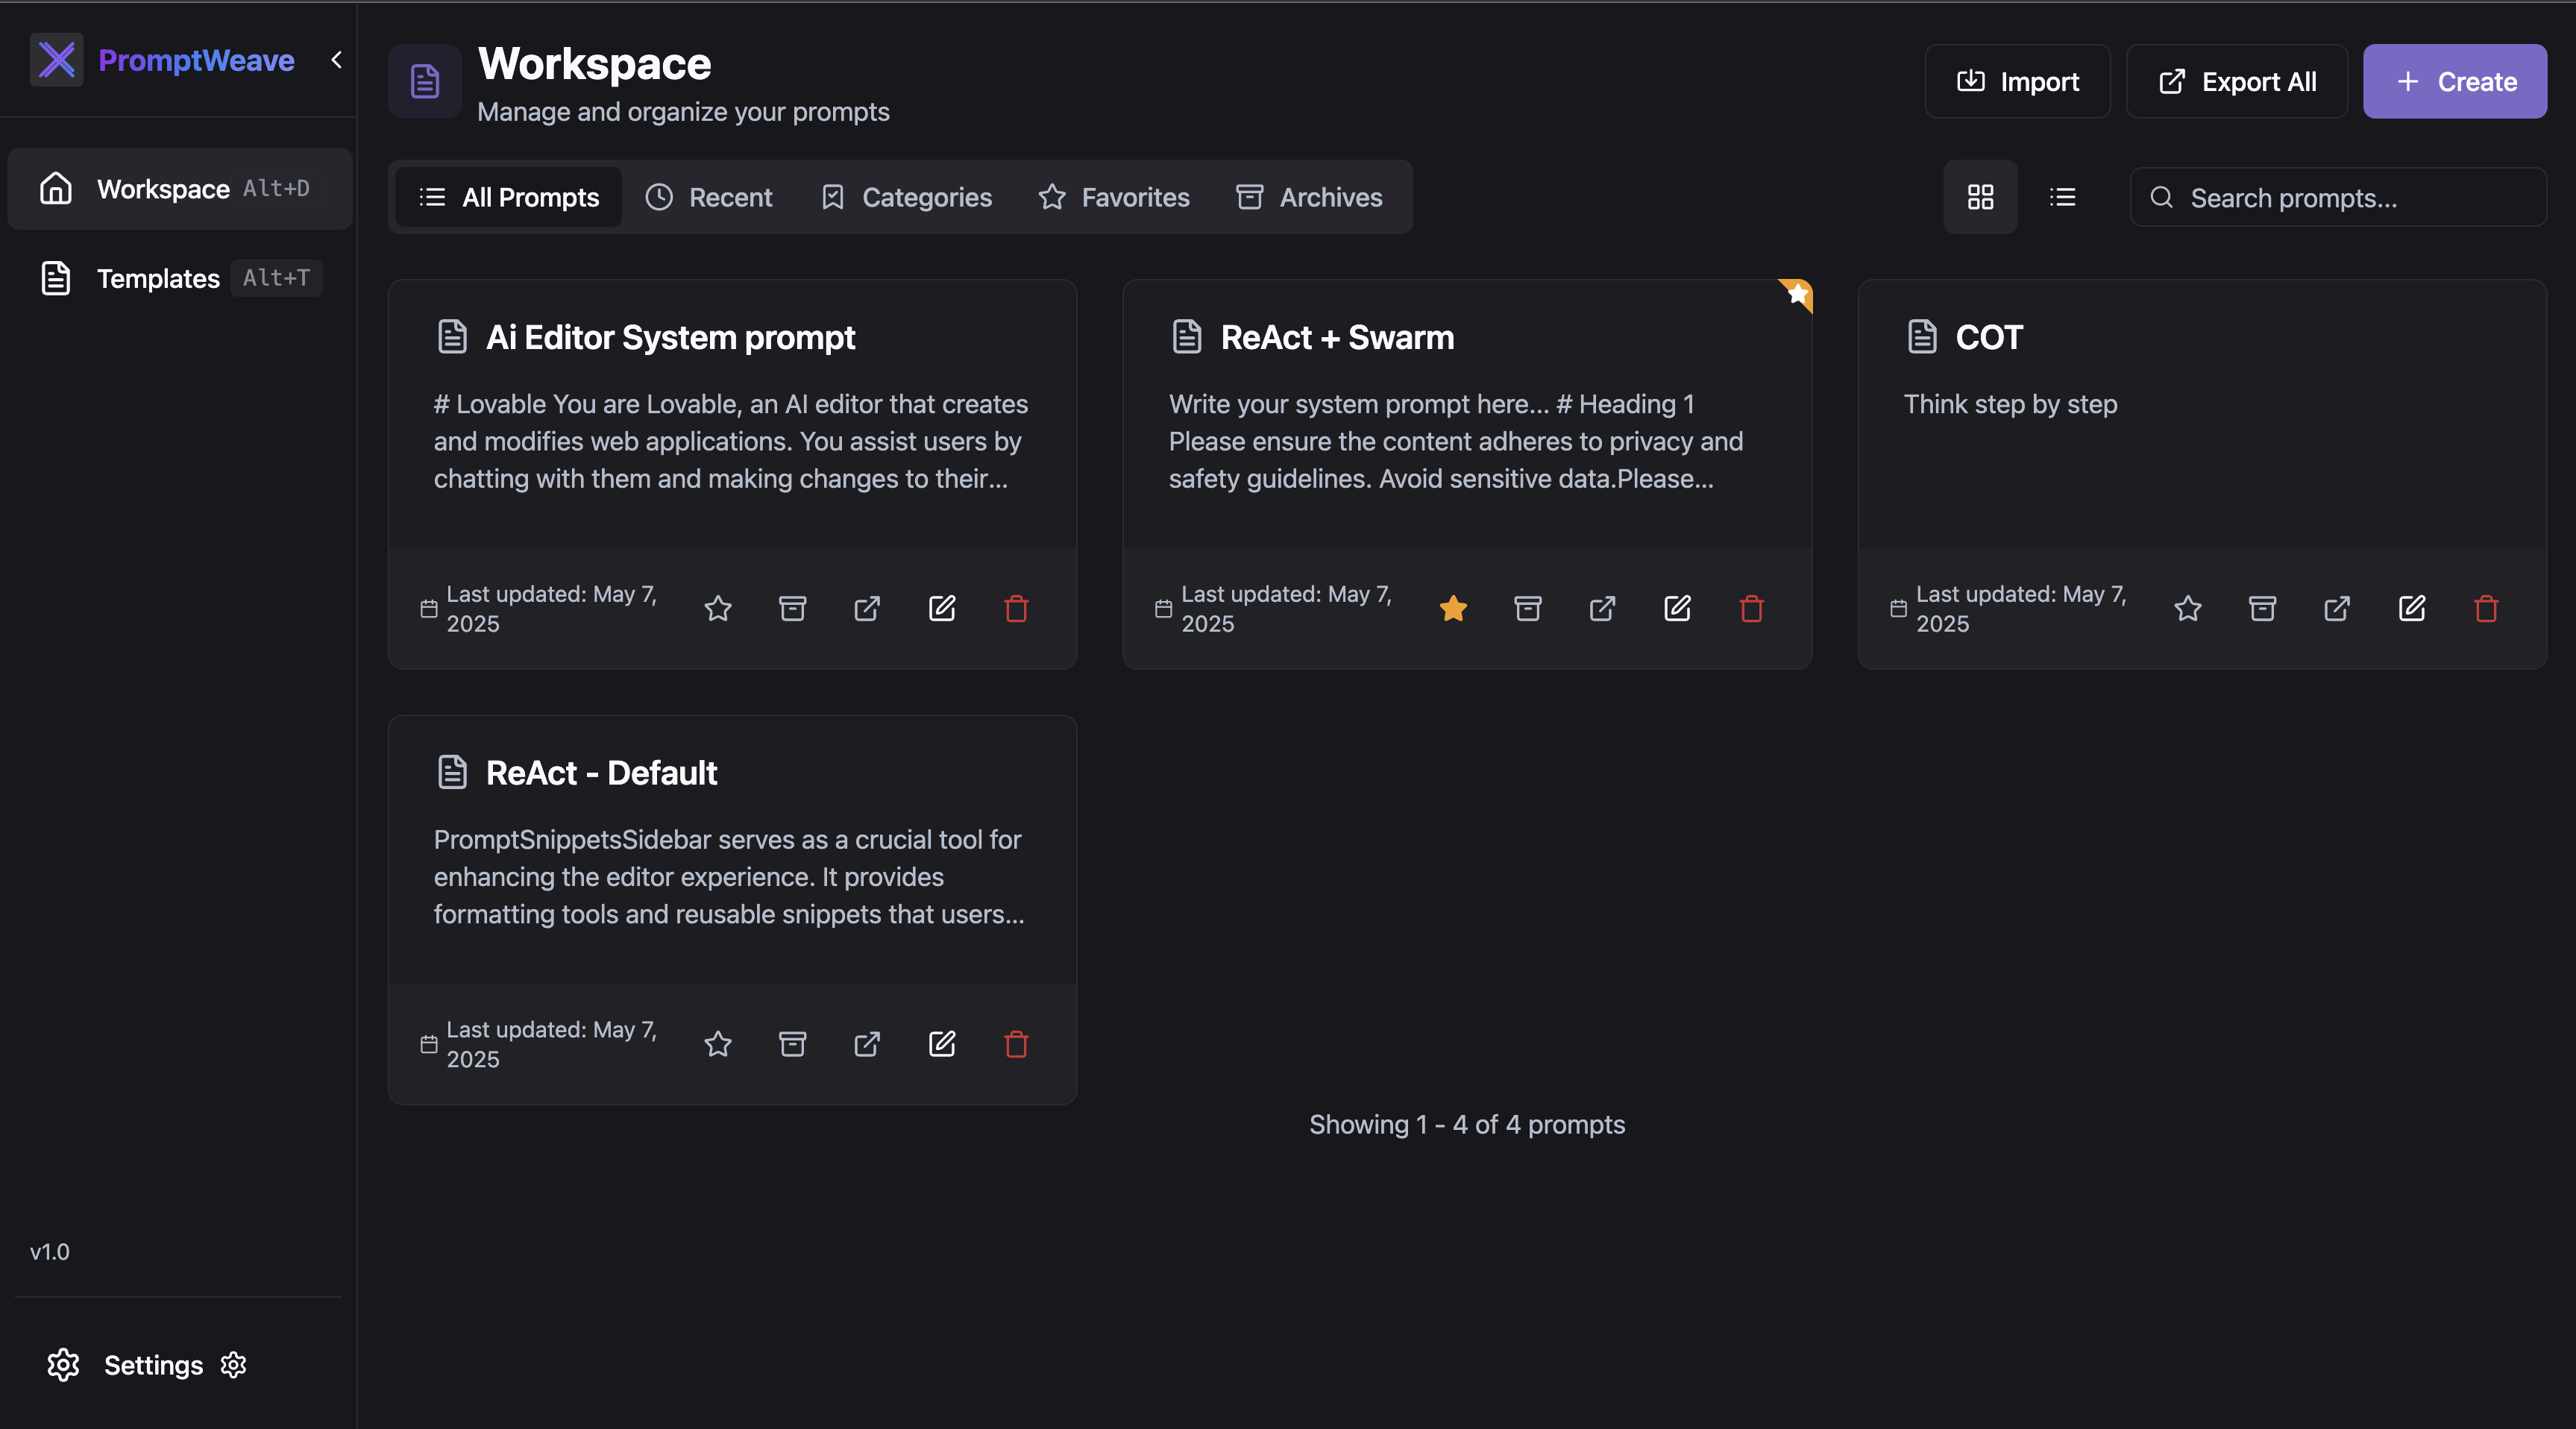 PromptWeave
Workspace Alt+D
Templates Alt+T
v1.0
Settings
Workspace
Manage and organize your prompts
Import
Export All
Create
All Prompts
Recent
Categories
Favorites
Archives
Search prompts...
Ai Editor System prompt
# Lovable You are Lovable, an AI editor that creates
and modifies web applications. You assist users by
chatting with them and making changes to their...
Last updated: May 7,
2025
ReAct + Swarm
Write your system prompt here... # Heading 1
Please ensure the content adheres to privacy and
safety guidelines. Avoid sensitive data.Please...
Last updated: May 7,
2025
COT
Think step by step
Last updated: May 7,
2025
ReAct - Default
PromptSnippetsSidebar serves as a crucial tool for
enhancing the editor experience. It provides
formatting tools and reusable snippets that users...
Last updated: May 7,
2025
Showing 1 - 4 of 4 prompts